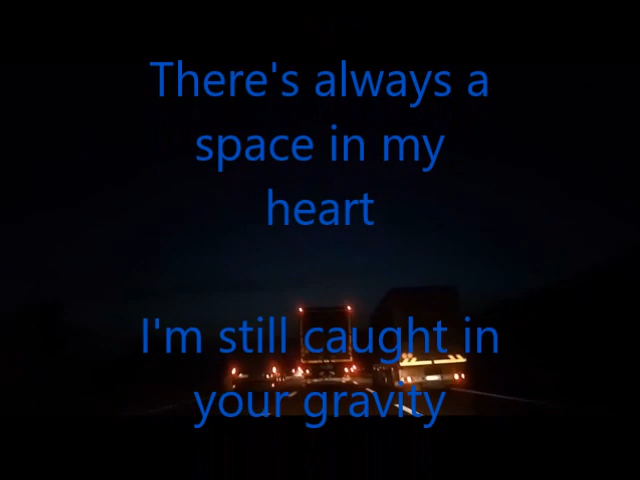 There's always a
space in my
heart
I'm still caught in
your gravity